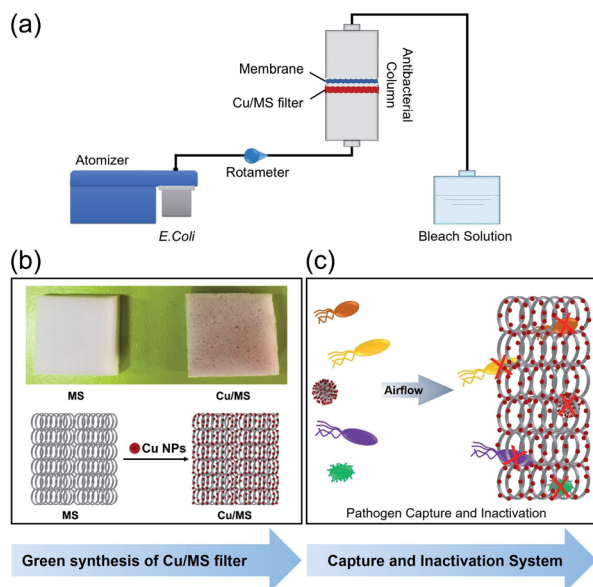 (a)
Membrane
Cu/MS filter
Antibacterial
Column
Atomizer
Rotameter
E.Coli
Bleach Solution
(b)
(c)
MS
Cu/MS
Airflow
Cu NPs
MS
Cu/MS
Pathogen Capture and Inactivation
Green synthesis of Cu/MS filter
Capture and Inactivation System